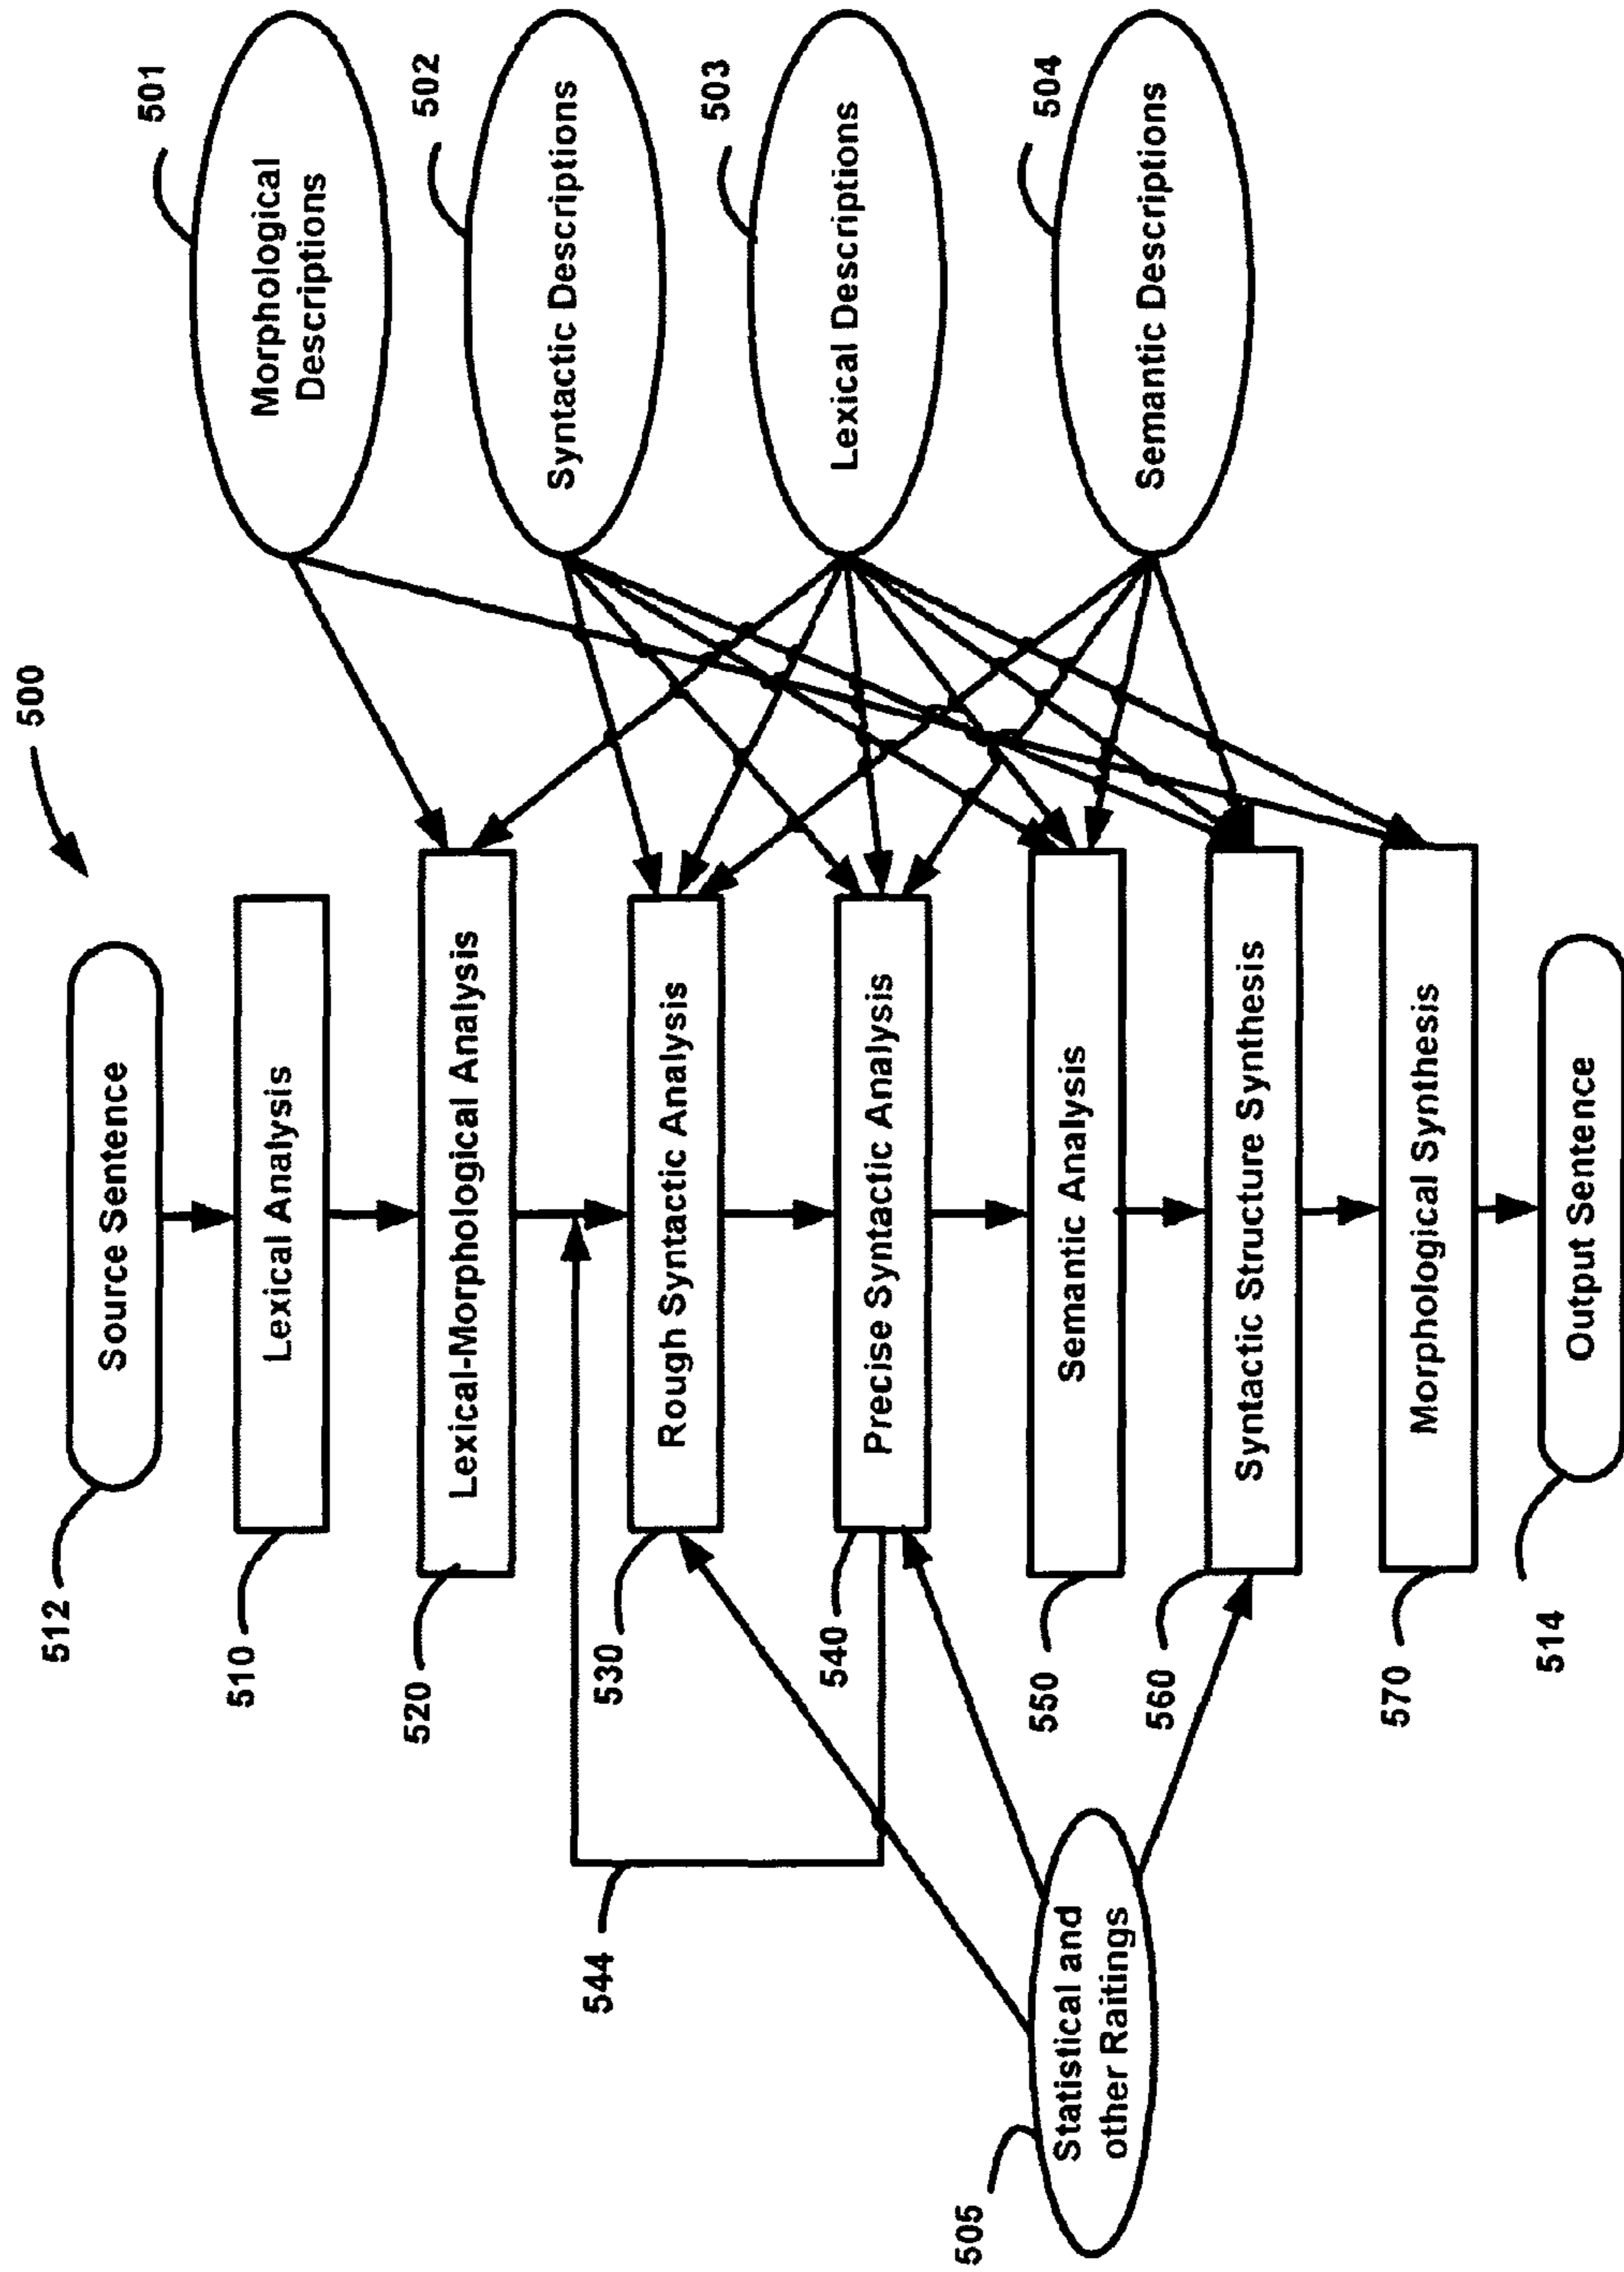 500
512
Source Sentence
510
Lexical Analysis
520
Lexical-Morphological Analysis
530
Rough Syntactic Analysis
540
Precise Syntactic Analysis
544
550
Semantic Analysis
560
Syntactic Structure Synthesis
570
Morphological Synthesis
514
Output Sentence
501
Morphological
Descriptions
502
Syntactic Descriptions
503
Lexical Descriptions
504
Semantic Descriptions
505
Statistical and
other Raitings